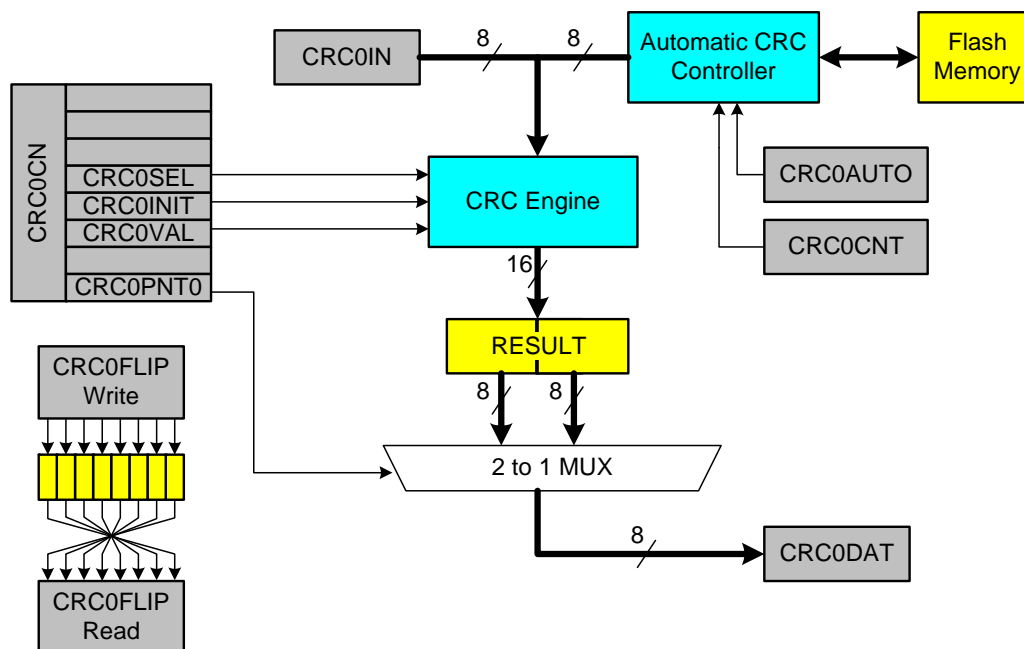 CRC0IN
8
8
Automatic CRC
Controller
Flash
Memory
CRC0CN
CRC0SEL
CRC0INIT
CRC0VAL
CRC0PNT0
CRC Engine
CRC0AUTO
CRC0CNT
16
RESULT
8
8
2 to 1 MUX
8
CRC0DAT
CRC0FLIP
Write
CRC0FLIP
Read